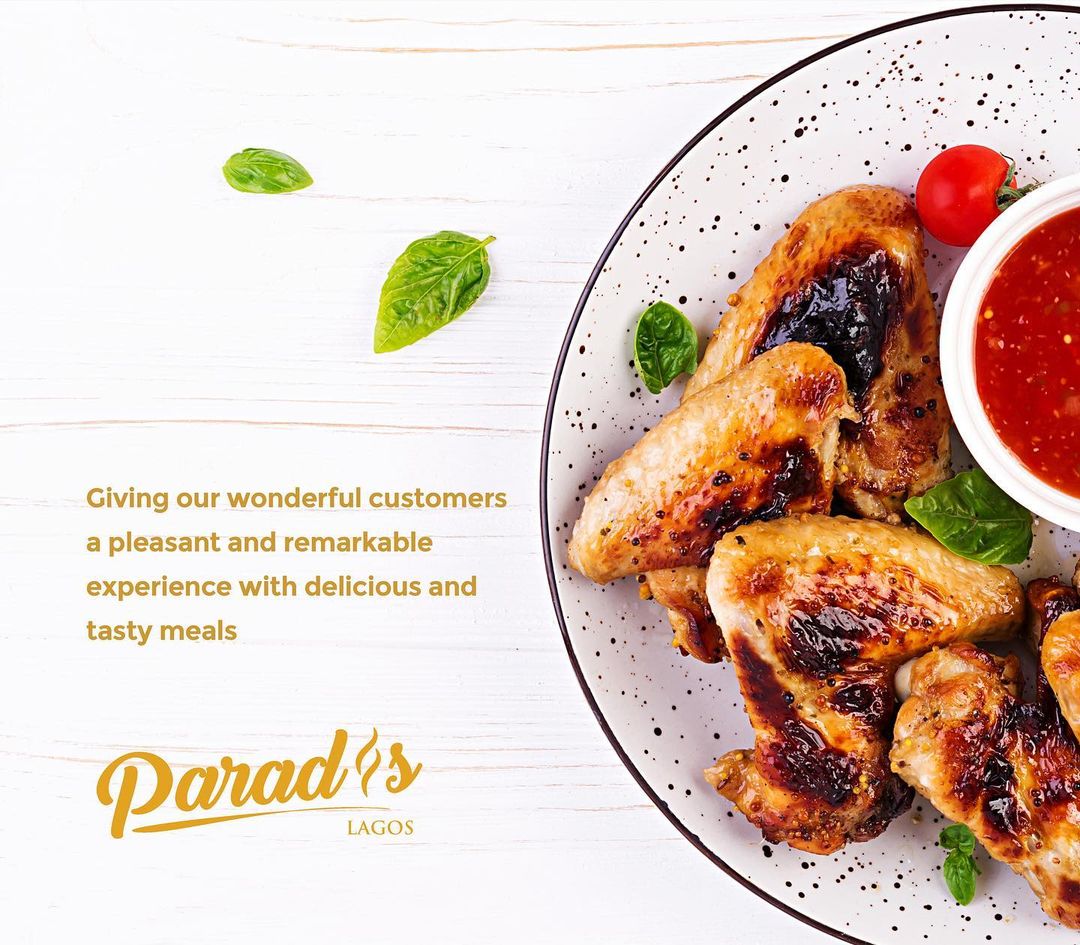 Giving our wonderful customers
a pleasant and remarkable
experience with delicious and
tasty meals
Paradis
LAGOS